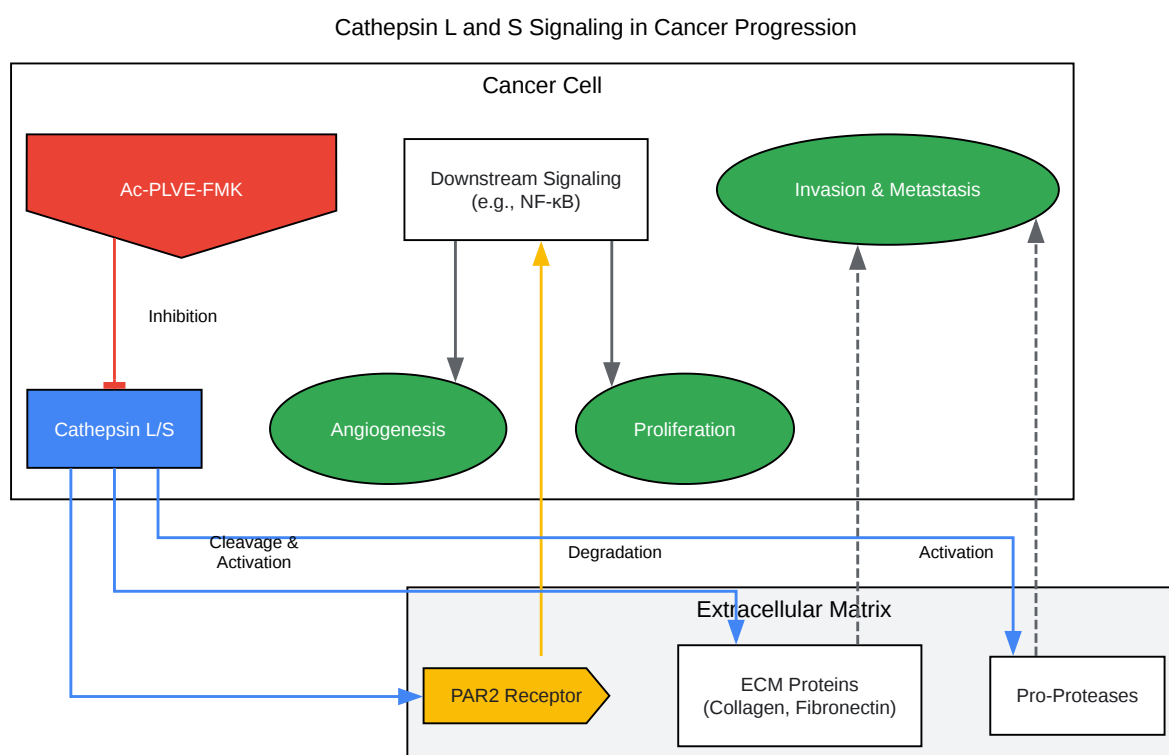 Cathepsin L and S Signaling in Cancer Progression
Cancer Cell
Ac-PLVE-FMK
Downstream Signaling
(e.g., NF-κB)
Invasion & Metastasis
Inhibition
Cathepsin L/S
Angiogenesis
Proliferation
Cleavage &
Activation
Degradation
Activation
Extracellular Matrix
PAR2 Receptor
ECM Proteins
(Collagen, Fibronectin)
Pro-Proteases